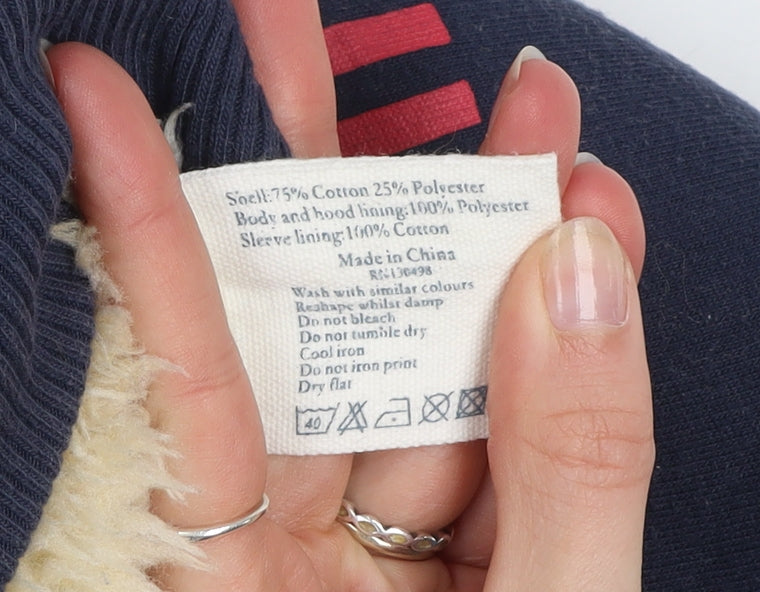 Shell:75% Cotton 25% Polyester
Body and hood lining:100% Polyester
Sleeve lining:100% Cotton
Made in China
RN:130498
Wash with similar colours
Reshape whilst damp
Do not bleach
Do not tumble dry
Cool iron
Do not iron print
Dry flat
40